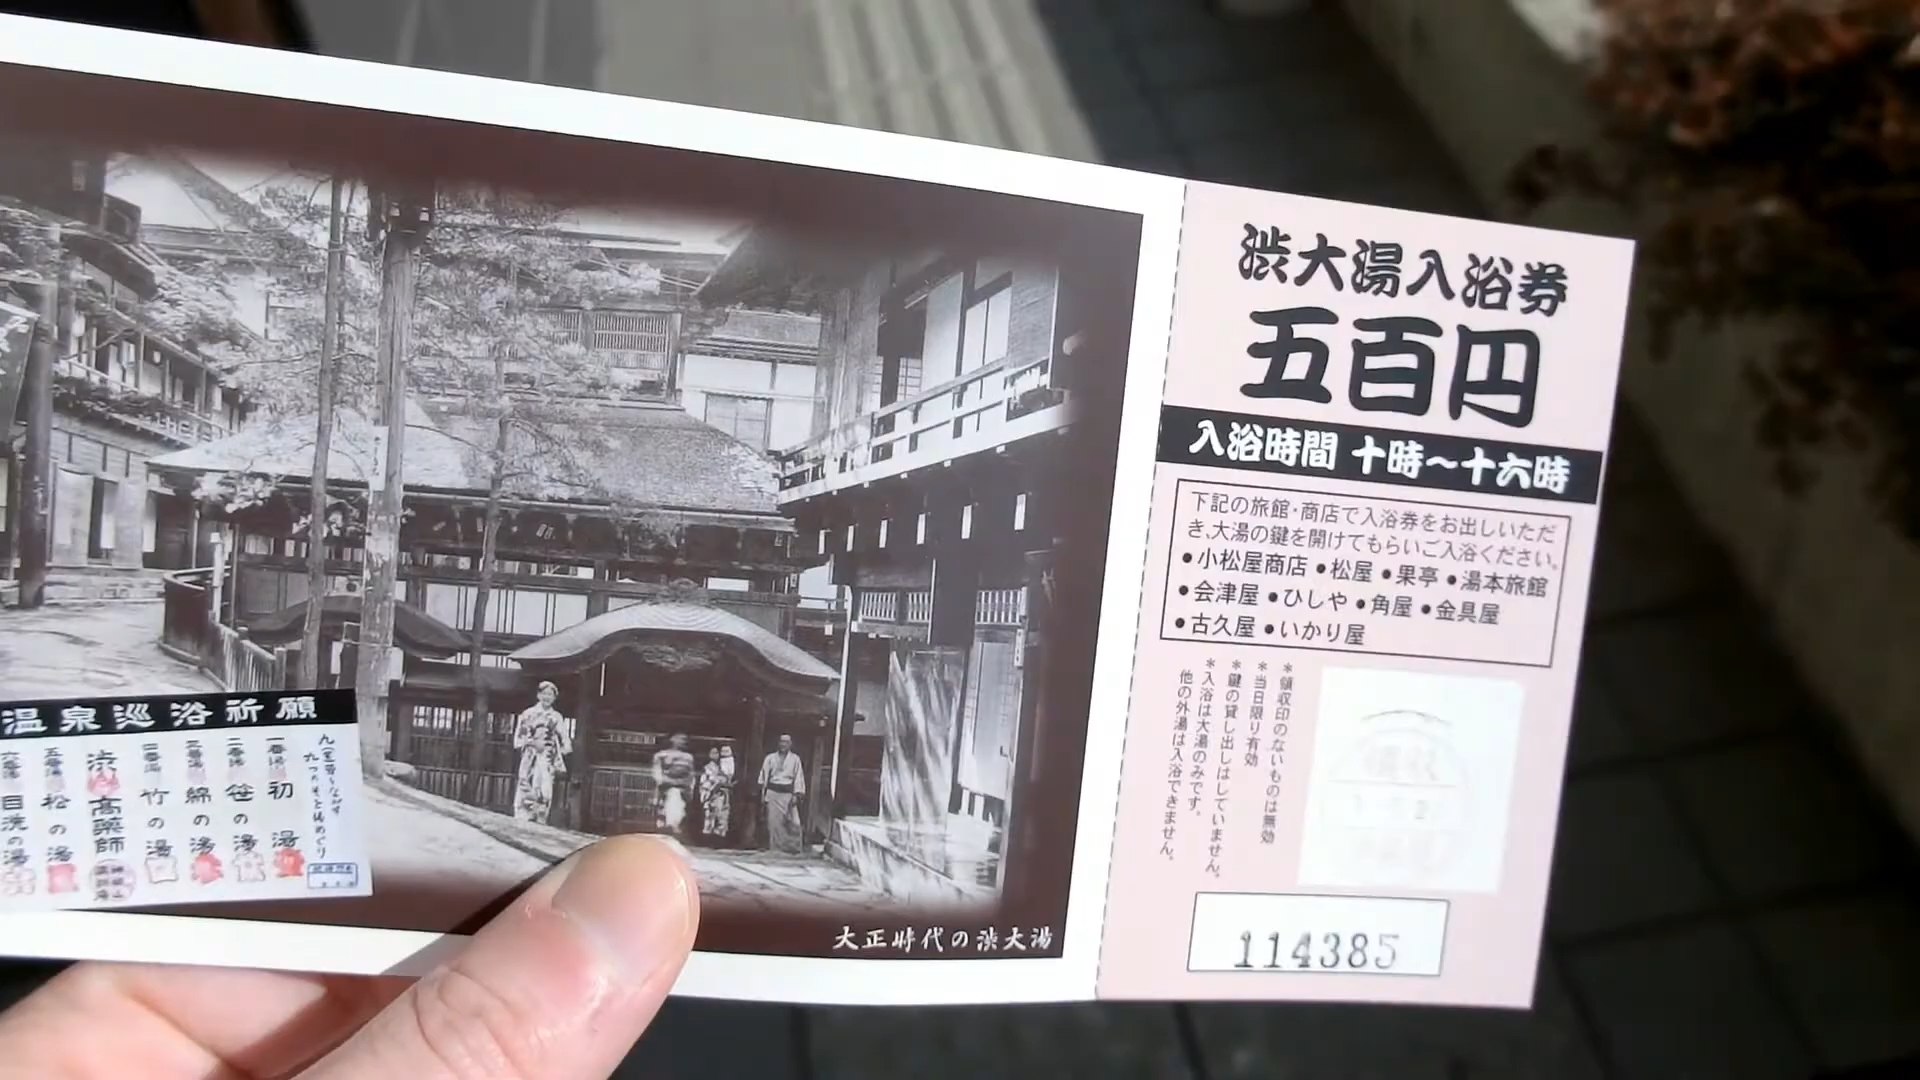 渋大湯入浴券
五百円
入浴時間 十時～十六時
下記の旅館・商店で入浴券をお出しいただ
き、大湯の鍵を開けてもらいご入浴ください。
●小松屋商店 ●松屋 ●果亭 ●湯本旅館
●会津屋 ●ひしや ●角屋 ●金具屋
●古久屋 ●いかり屋
＊領収印のないものは無効
＊当日限り有効
＊鍵の貸し出しはしていません。
＊入浴は大湯のみです。
他の外湯は入浴できません。
114385
大正時代の渋大湯
温泉巡浴祈願
一番湯 初湯
二番湯 笹の湯
三番湯 綿の湯
四番湯 竹の湯
渋高薬師
五番湯 松の湯
六番湯 目洗の湯